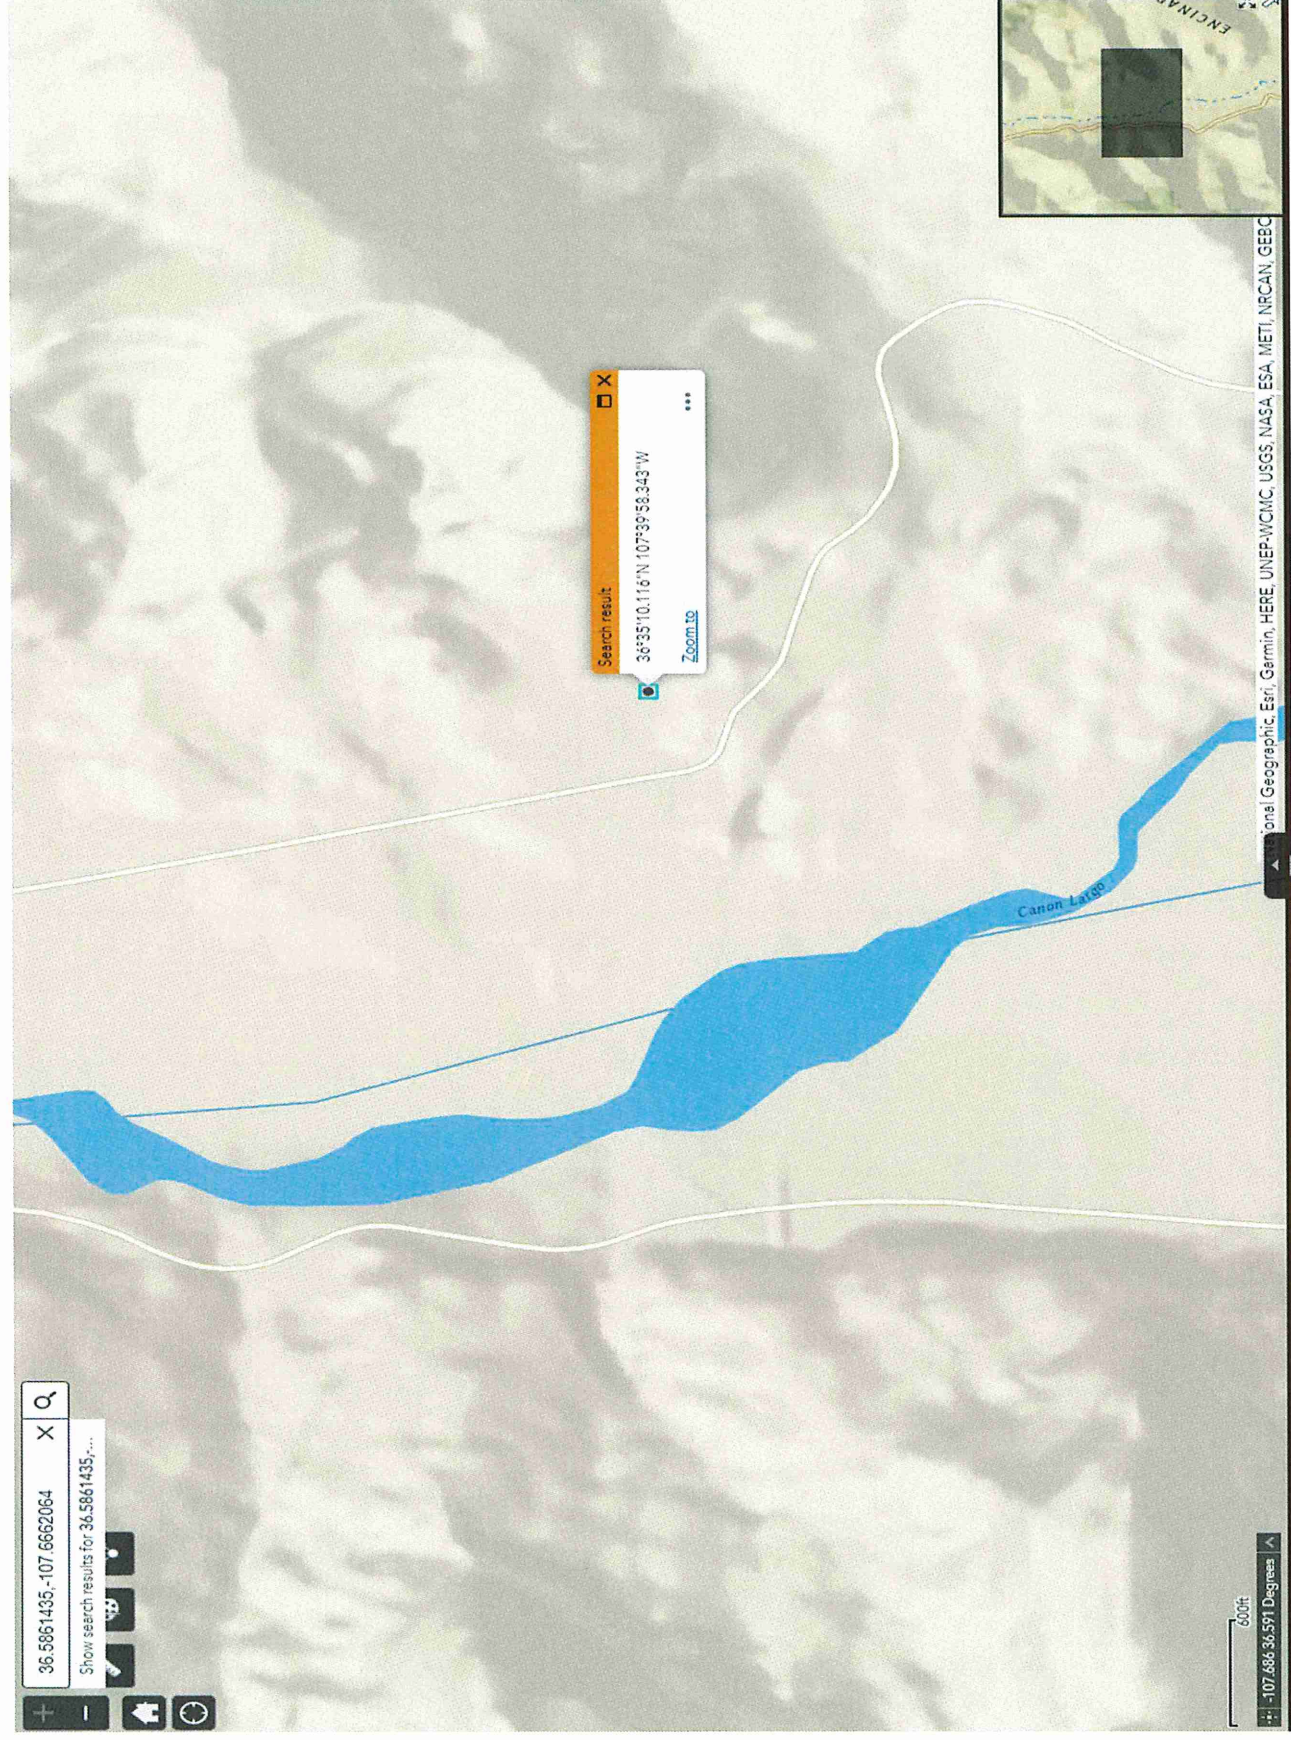 36.5861435,-107.6662064 X
Show search results for 36.5861435,-...
Search result
36°35'10.116"N 107°39'58.343"W
Zoom to
Canon Largo
600ft
-107.686 36.591 Degrees
onal Geographic, Esri, Garmin, HERE, UNEP-WCMC, USGS, NASA, ESA, METI, NRCAN, GEBC